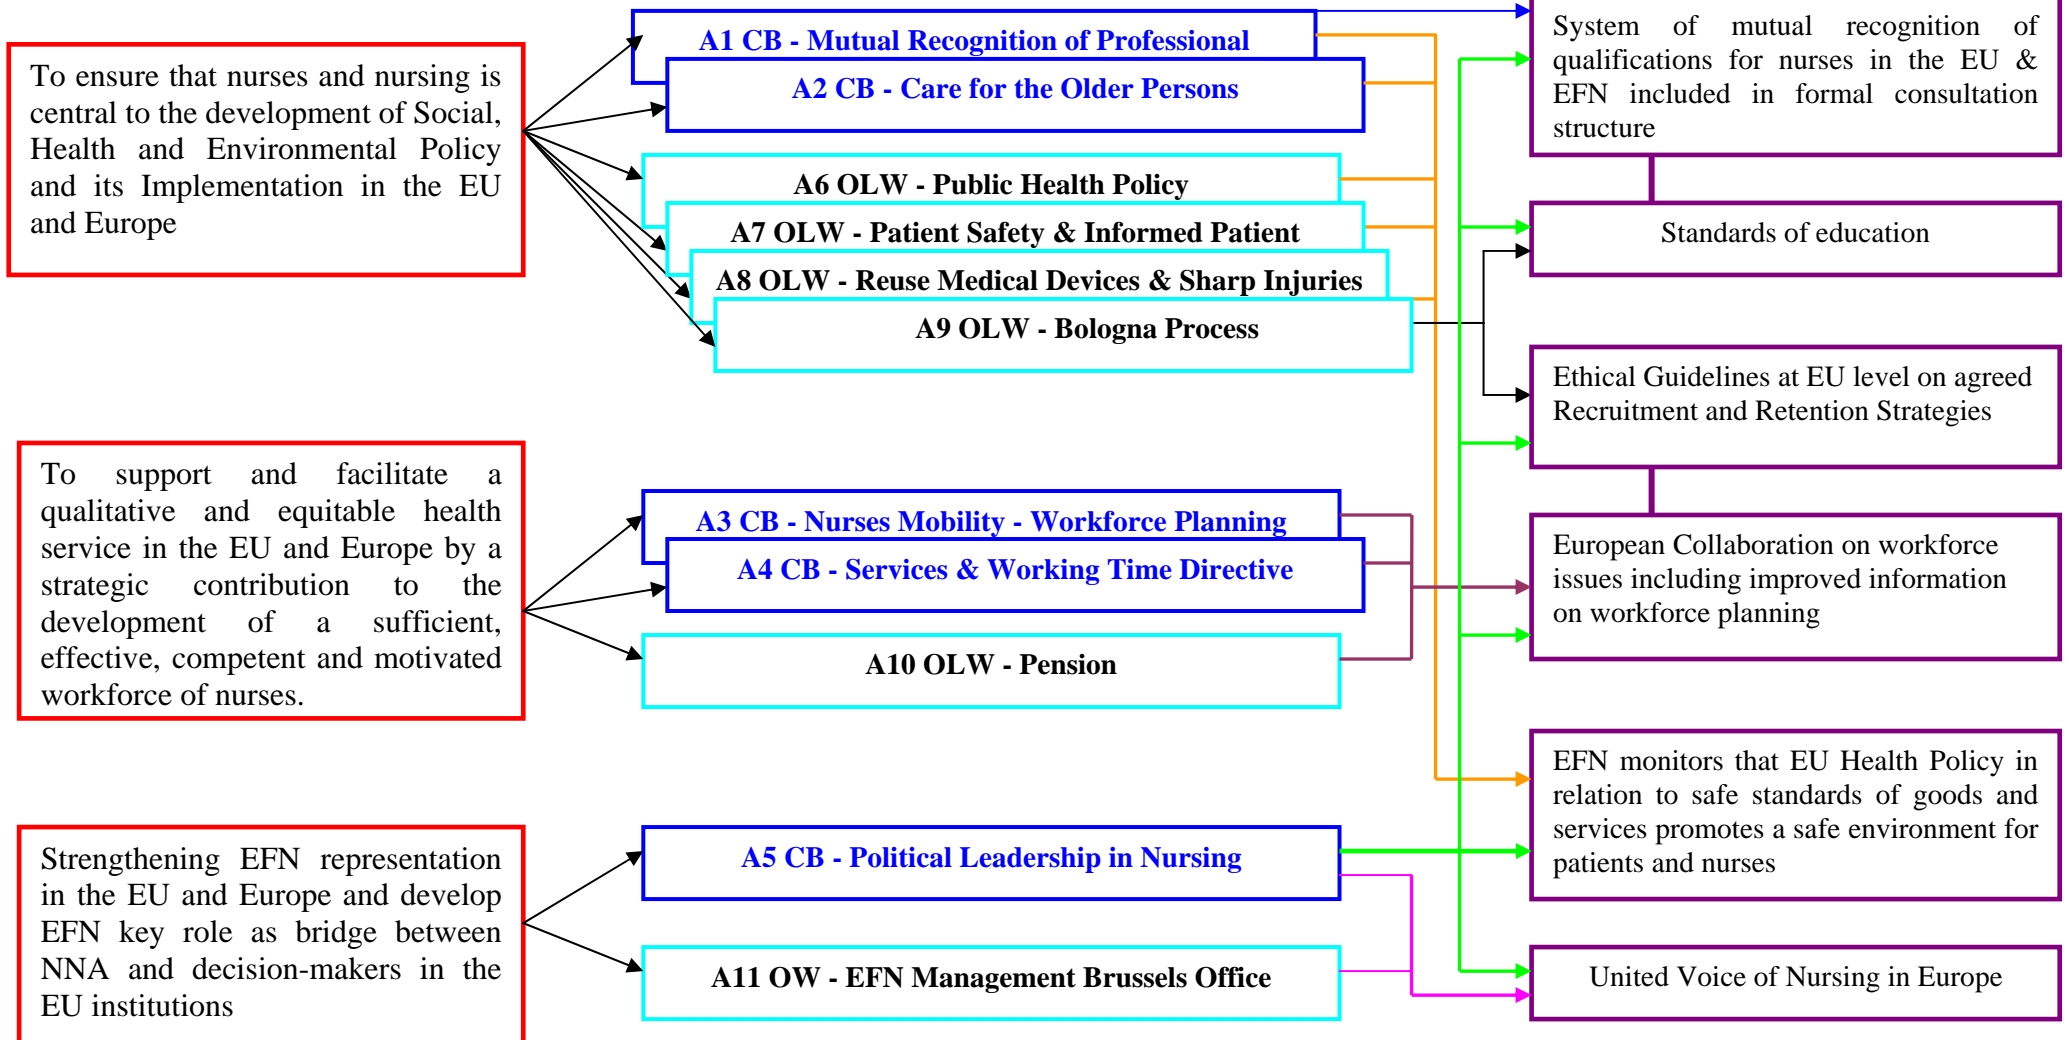 To ensure that nurses and nursing is
central to the development of Social,
Health and Environmental Policy
and its Implementation in the EU
and Europe
To support and facilitate a
qualitative and equitable health
service in the EU and Europe by a
strategic contribution to the
development of a sufficient,
effective, competent and motivated
workforce of nurses.
Strengthening EFN representation
in the EU and Europe and develop
EFN key role as bridge between
NNA and decision-makers in the
EU institutions
A1 CB - Mutual Recognition of Professional
A2 CB - Care for the Older Persons
A6 OLW - Public Health Policy
A7 OLW - Patient Safety & Informed Patient
A8 OLW - Reuse Medical Devices & Sharp Injuries
A9 OLW - Bologna Process
A3 CB - Nurses Mobility - Workforce Planning
A4 CB - Services & Working Time Directive
A10 OLW - Pension
A5 CB - Political Leadership in Nursing
A11 OW - EFN Management Brussels Office
System of mutual recognition of
qualifications for nurses in the EU &
EFN included in formal consultation
structure
Standards of education
Ethical Guidelines at EU level on agreed
Recruitment and Retention Strategies
European Collaboration on workforce
issues including improved information
on workforce planning
EFN monitors that EU Health Policy in
relation to safe standards of goods and
services promotes a safe environment for
patients and nurses
United Voice of Nursing in Europe